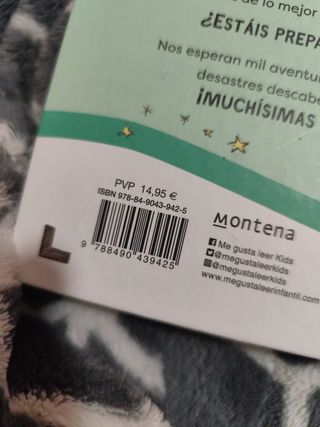 de lo mejor
¿ESTÁIS PREPA
Nos esperan mil aventu
desastres descabe
¡MUCHÍSIMAS
PVP 14,95 €
ISBN 978-84-9043-942-5
9 788490 439425
montena
Me gusta leer Kids
@megustaleerkids
@megustaleerkids
www.megustaleerinfantil.com